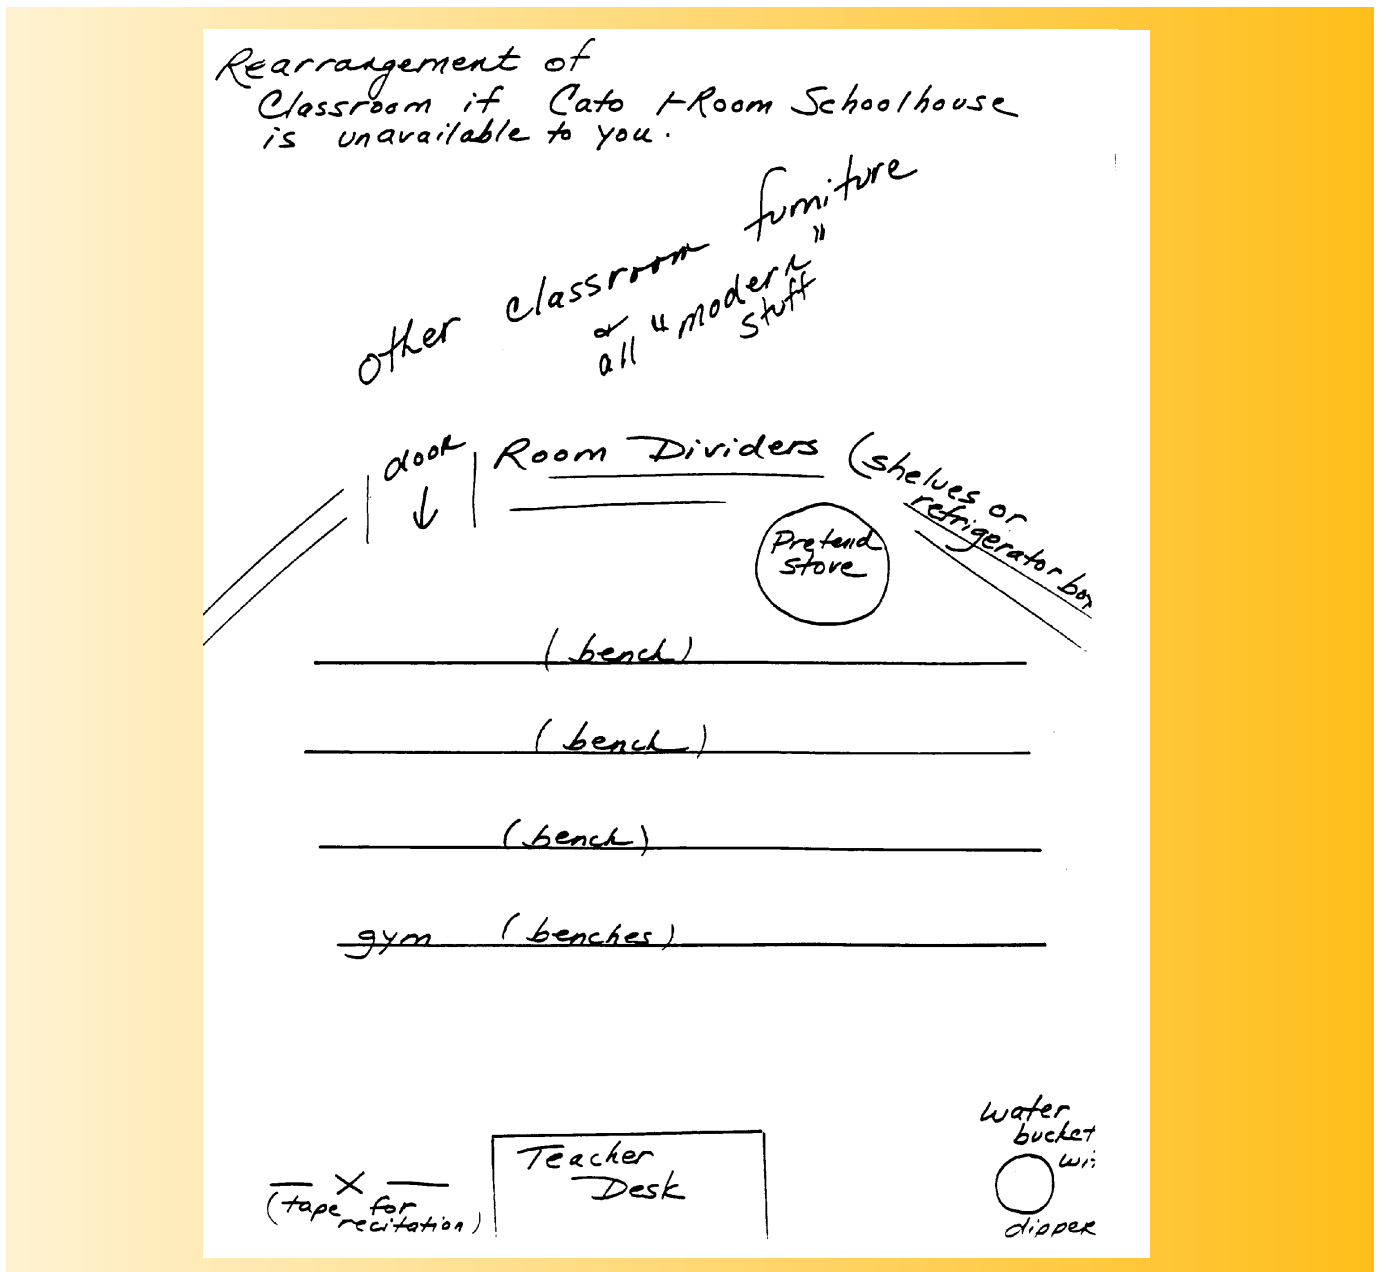 Rearrangement of
Classroom if Cato 1-Room Schoolhouse
is unavailable to you.
other classroom furniture
or
all "modern"
stuff
door
Room Dividers (shelves or
refrigerator box
Pretend
stove
(bench)
(bench)
(bench)
gym (benches)
water
bucket
dipper
Teacher
Desk
X
(tape for
recitation)